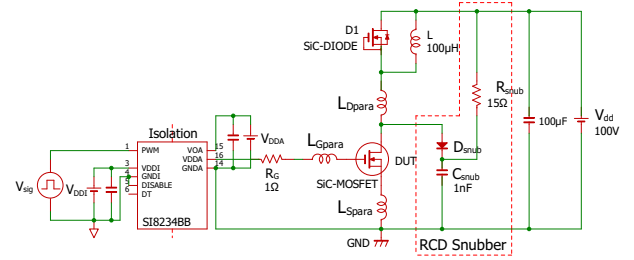 D1
SiC-DIODE
L
100μH
Rsnub
15Ω
LDpara
100μF
Vdd
100V
Isolation
VDDA
LGpara
Dsnub
DUT
Csnub
1nF
1
PWM
VOA
15
VDDA
16
3
VDDI
GNDA
14
4
GNDI
5
DISABLE
6
DT
RG
1Ω
SiC-MOSFET
Vsig
VDDI
SI8234BB
LSpara
GND
RCD Snubber